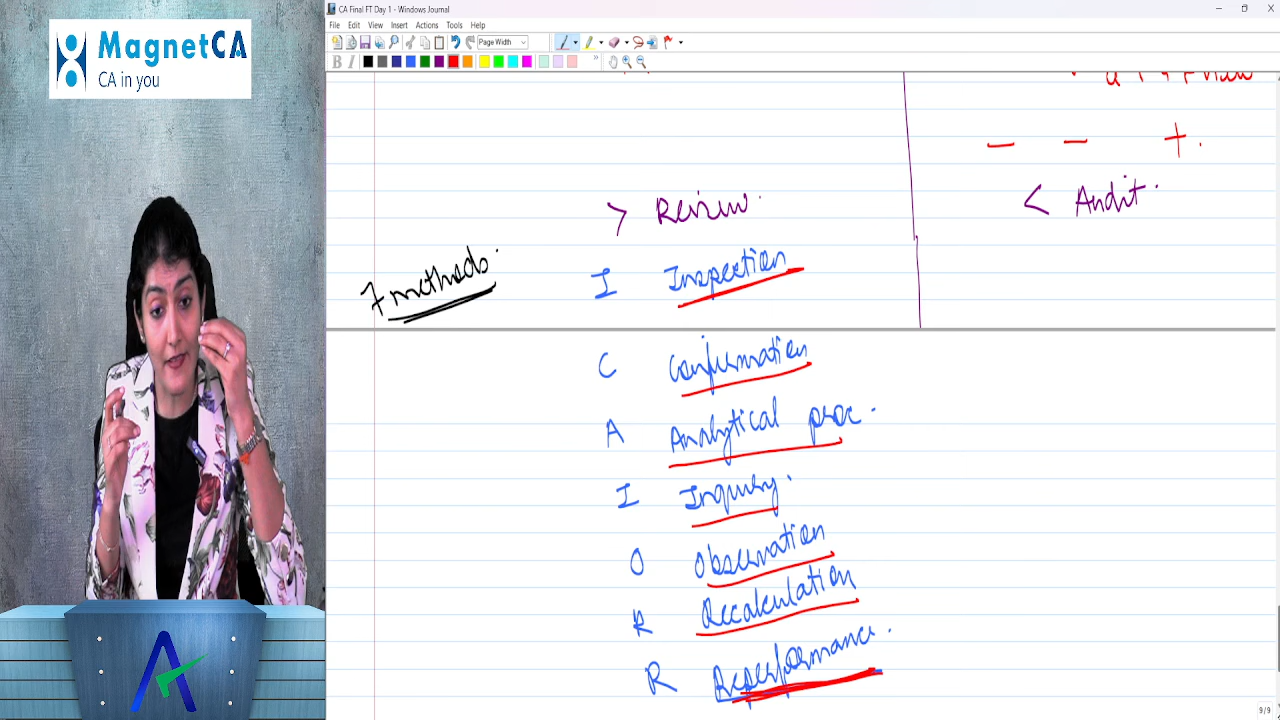 MagnetCA
CA in you
CA Final FT Day 1 - Windows Journal
File Edit View Insert Actions Tools Help
Page Width
B I
- - +.
> Review.
< Audit.
7 methods.
I Inspection
C Confirmation
A Analytical proc.
I Inquiry.
O Observation
R Recalculation
R Reperformance.
9/9